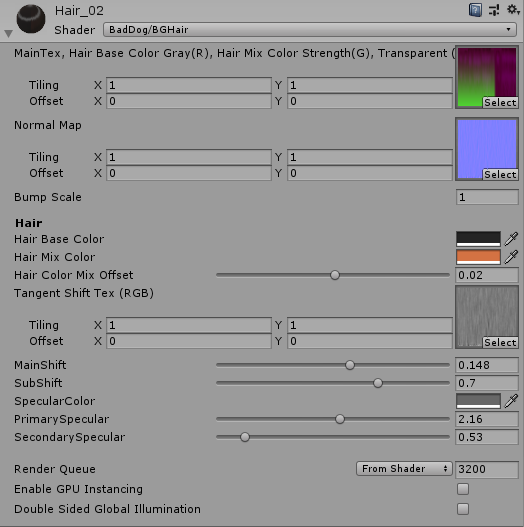 Hair_02
Shader BadDog/BGHair
MainTex, Hair Base Color Gray(R), Hair Mix Color Strength(G), Transparent (
Tiling X 1 Y 1
Offset X 0 Y 0
Select
Normal Map
Tiling X 1 Y 1
Offset X 0 Y 0
Select
Bump Scale 1
Hair
Hair Base Color
Hair Mix Color
Hair Color Mix Offset 0.02
Tangent Shift Tex (RGB)
Tiling X 1 Y 1
Offset X 0 Y 0
Select
MainShift 0.148
SubShift 0.7
SpecularColor
PrimarySpecular 2.16
SecondarySpecular 0.53
Render Queue From Shader 3200
Enable GPU Instancing
Double Sided Global Illumination